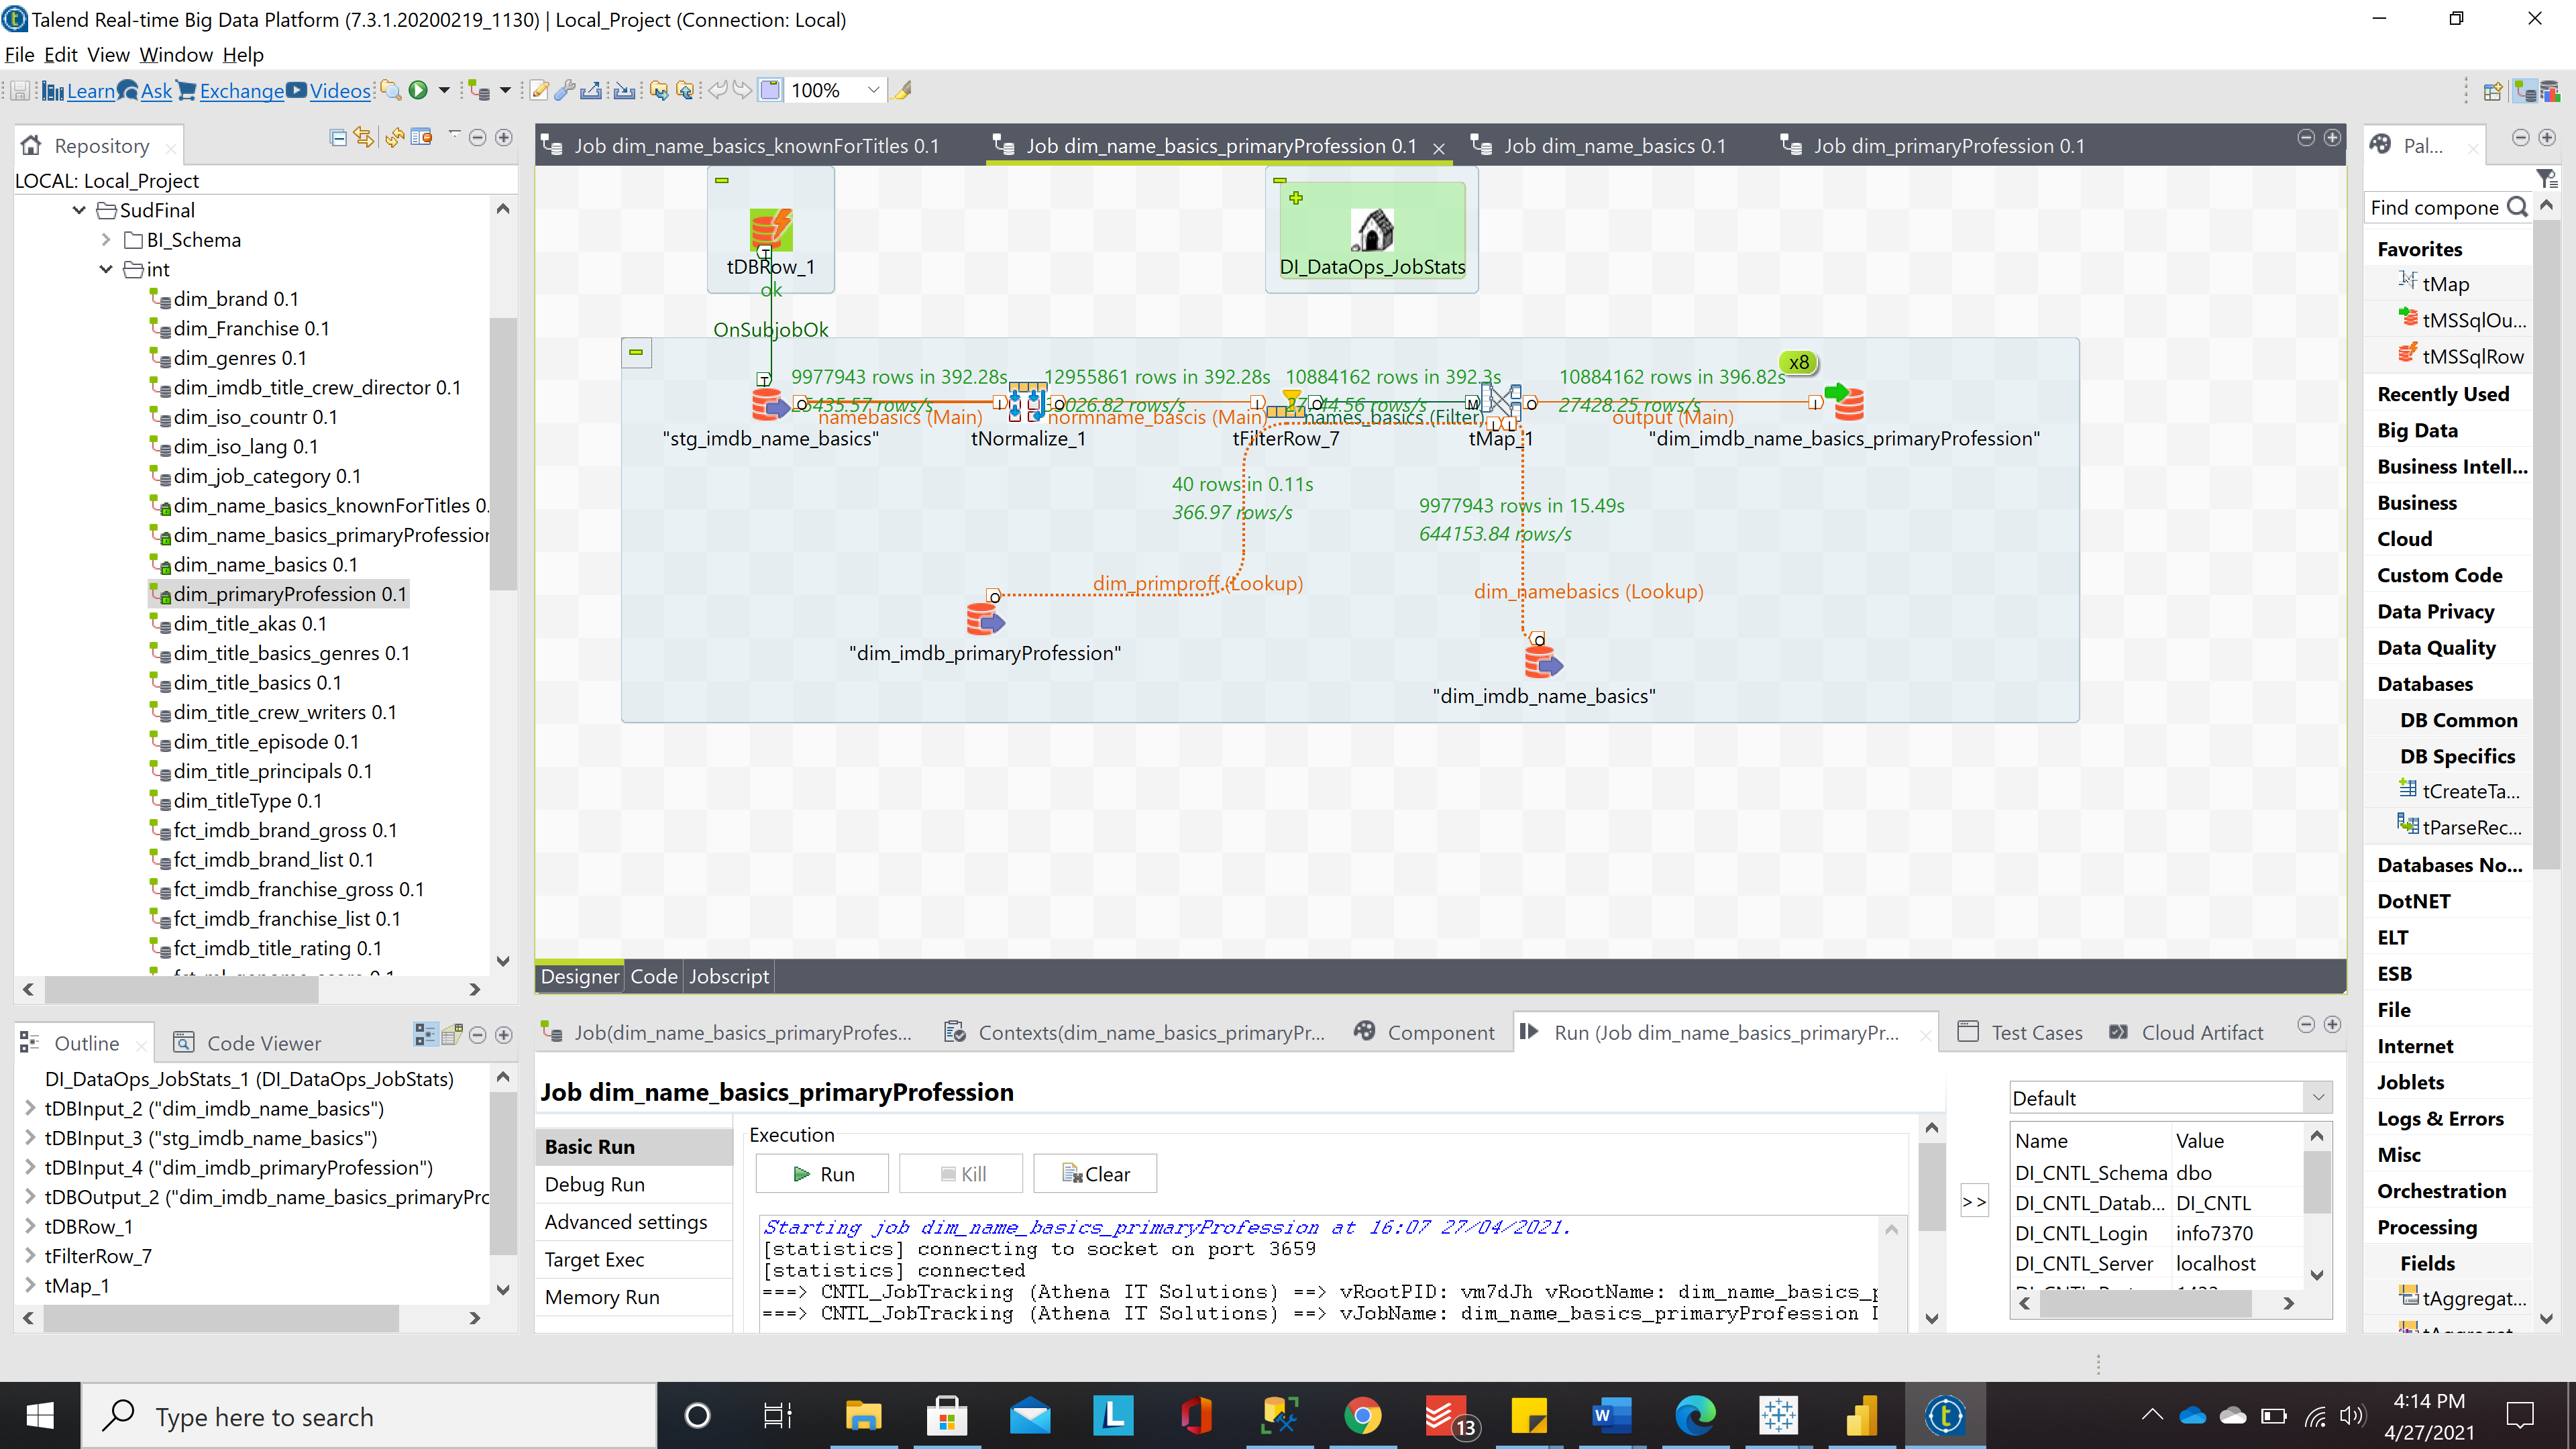 Talend Real-time Big Data Platform (7.3.1.20200219_1130) | Local_Project (Connection: Local)
File Edit View Window Help
Learn Ask Exchange Videos 100%
Repository
LOCAL: Local_Project
SudFinal
BI_Schema
int
dim_brand 0.1
dim_Franchise 0.1
dim_genres 0.1
dim_imdb_title_crew_director 0.1
dim_iso_countr 0.1
dim_iso_lang 0.1
dim_job_category 0.1
dim_name_basics_knownForTitles 0.
dim_name_basics_primaryProfession
dim_name_basics 0.1
dim_primaryProfession 0.1
dim_title_akas 0.1
dim_title_basics_genres 0.1
dim_title_basics 0.1
dim_title_crew_writers 0.1
dim_title_episode 0.1
dim_title_principals 0.1
dim_titleType 0.1
fct_imdb_brand_gross 0.1
fct_imdb_brand_list 0.1
fct_imdb_franchise_gross 0.1
fct_imdb_franchise_list 0.1
fct_imdb_title_rating 0.1
Job dim_name_basics_knownForTitles 0.1
Job dim_name_basics_primaryProfession 0.1
Job dim_name_basics 0.1
Job dim_primaryProfession 0.1
tDBRow_1
DI_DataOps_JobStats
ok
OnSubjobOk
x8
9977943 rows in 392.28s
12955861 rows in 392.28s
10884162 rows in 392.3s
10884162 rows in 396.82s
27428.25 rows/s
namebasics (Main)
normname_bascis (Main)
names_basics (Filter)
output (Main)
"stg_imdb_name_basics"
tNormalize_1
tFilterRow_7
tMap_1
"dim_imdb_name_basics_primaryProfession"
40 rows in 0.11s
366.97 rows/s
9977943 rows in 15.49s
644153.84 rows/s
dim_primproff (Lookup)
dim_namebasics (Lookup)
"dim_imdb_primaryProfession"
"dim_imdb_name_basics"
Designer Code Jobscript
Pal...
Find compone
Favorites
tMap
tMSSqlOu...
tMSSqlRow
Recently Used
Big Data
Business Intell...
Business
Cloud
Custom Code
Data Privacy
Data Quality
Databases
DB Common
DB Specifics
tCreateTa...
tParseRec...
Databases No...
DotNET
ELT
ESB
File
Internet
Joblets
Logs & Errors
Misc
Orchestration
Processing
Fields
tAggregat...
Outline
Code Viewer
DI_DataOps_JobStats_1 (DI_DataOps_JobStats)
tDBInput_2 ("dim_imdb_name_basics")
tDBInput_3 ("stg_imdb_name_basics")
tDBInput_4 ("dim_imdb_primaryProfession")
tDBOutput_2 ("dim_imdb_name_basics_primaryPro
tDBRow_1
tFilterRow_7
tMap_1
Job(dim_name_basics_primaryProfes...
Contexts(dim_name_basics_primaryPr...
Component
Run (Job dim_name_basics_primaryPr...
Test Cases
Cloud Artifact
Job dim_name_basics_primaryProfession
Basic Run
Debug Run
Advanced settings
Target Exec
Memory Run
Execution
Run Kill Clear
Starting job dim_name_basics_primaryProfession at 16:07 27/04/2021.
[statistics] connecting to socket on port 3659
[statistics] connected
===> CNTL_JobTracking (Athena IT Solutions) ==> vRootPID: vm7dJh vRootName: dim_name_basics_p
===> CNTL_JobTracking (Athena IT Solutions) ==> vJobName: dim_name_basics_primaryProfession
>>
Default
Name Value
DI_CNTL_Schema dbo
DI_CNTL_Datab... DI_CNTL
DI_CNTL_Login info7370
DI_CNTL_Server localhost
Type here to search
13
4:14 PM
4/27/2021